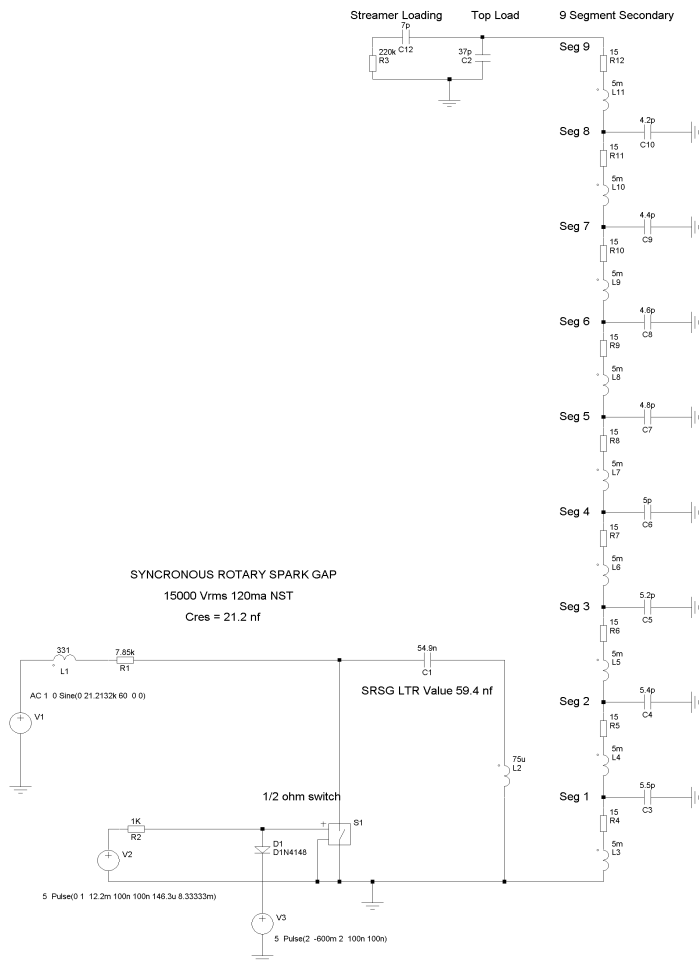 Streamer Loading Top Load 9 Segment Secondary
7p
C12
220k
R3
37p
C2
Seg 9
15
R12
5m
L11
Seg 8
4.2p
C10
15
R11
5m
L10
Seg 7
4.4p
C9
15
R10
5m
L9
Seg 6
4.6p
C8
15
R9
5m
L8
Seg 5
4.8p
C7
15
R8
5m
L7
Seg 4
5p
C6
15
R7
5m
L6
SYNCRONOUS ROTARY SPARK GAP
15000 Vrms 120ma NST
Cres = 21.2 nf
Seg 3
5.2p
C5
15
R6
5m
L5
331
L1
7.85k
R1
54.9n
C1
SRSG LTR Value 59.4 nf
AC 1 0 Sine(0 21.2132k 60 0 0)
V1
Seg 2
5.4p
C4
15
R5
5m
L4
75u
L2
1/2 ohm switch
Seg 1
5.5p
C3
15
R4
5m
L3
1K
R2
S1
D1
D1N4148
V2
5 Pulse(0 1 12.2m 100n 100n 146.3u 8.33333m)
V3
5 Pulse(2 -600m 2 100n 100n)